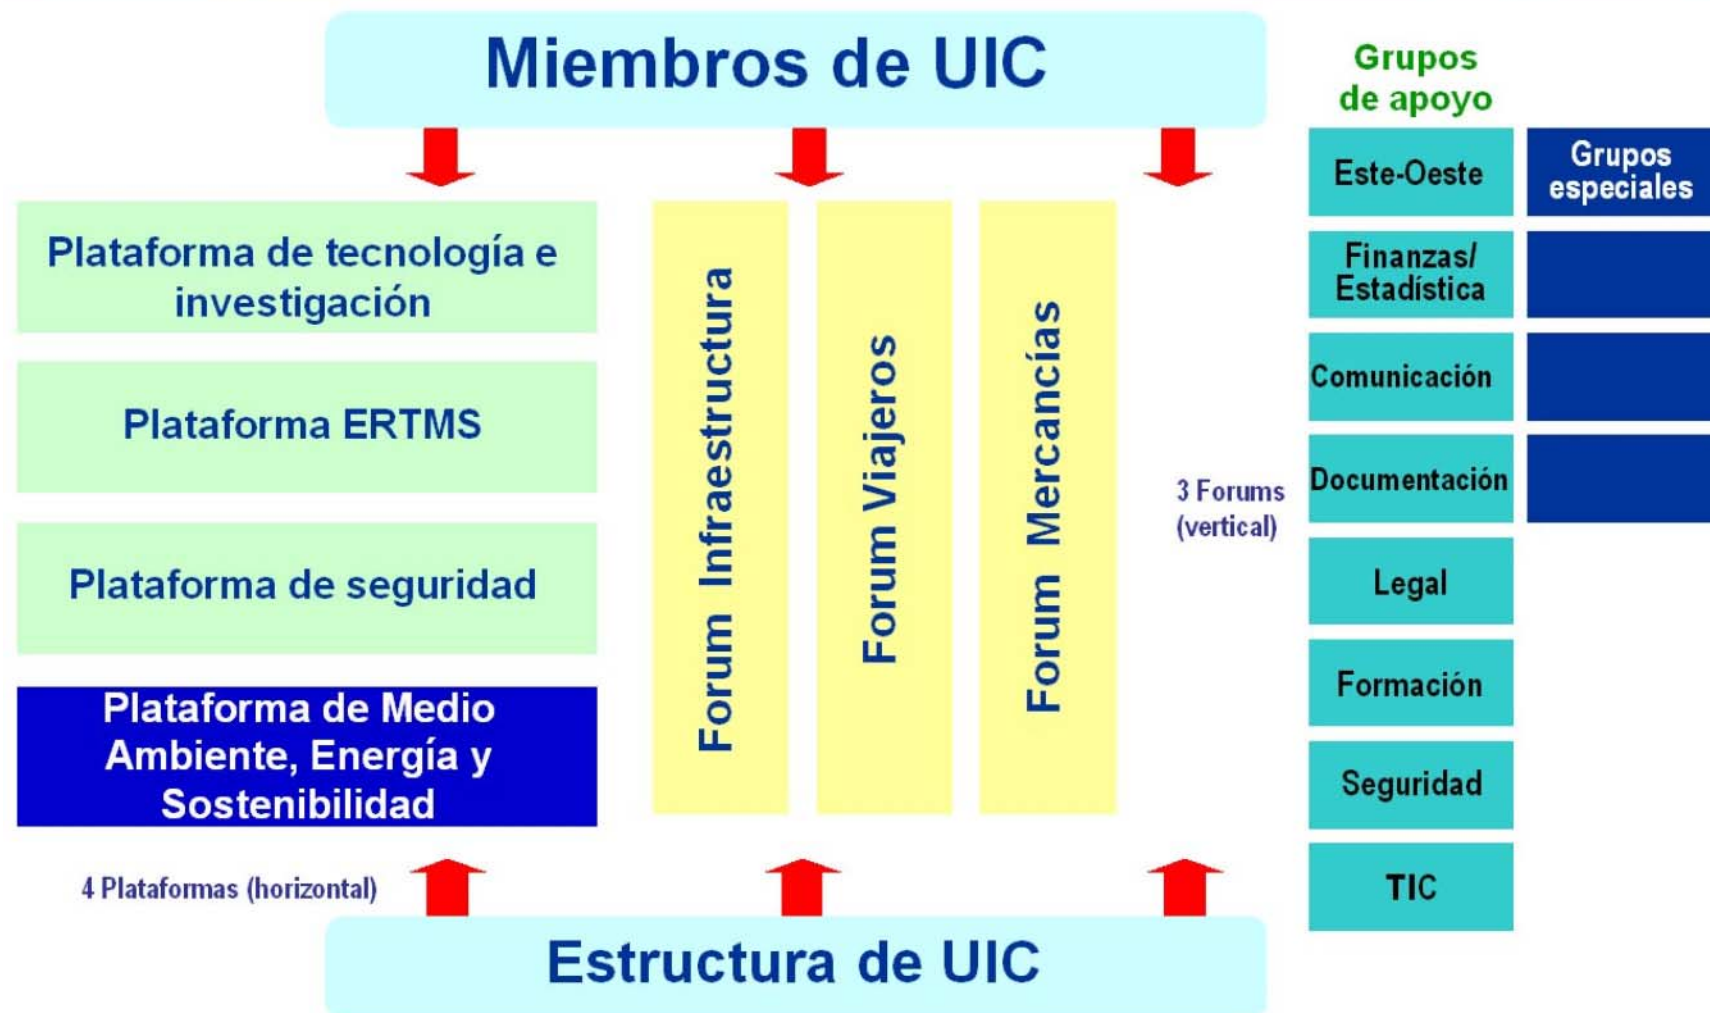 Miembros de UIC
Plataforma de tecnología e
investigación
Plataforma ERTMS
Plataforma de seguridad
Plataforma de Medio
Ambiente, Energía y
Sostenibilidad
4 Plataformas (horizontal)
Forum Infraestructura
Forum Viajeros
Forum Mercancías
3 Forums
(vertical)
Grupos
de apoyo
Este-Oeste
Finanzas/
Estadística
Comunicación
Documentación
Legal
Formación
Seguridad
TIC
Grupos
especiales
Estructura de UIC